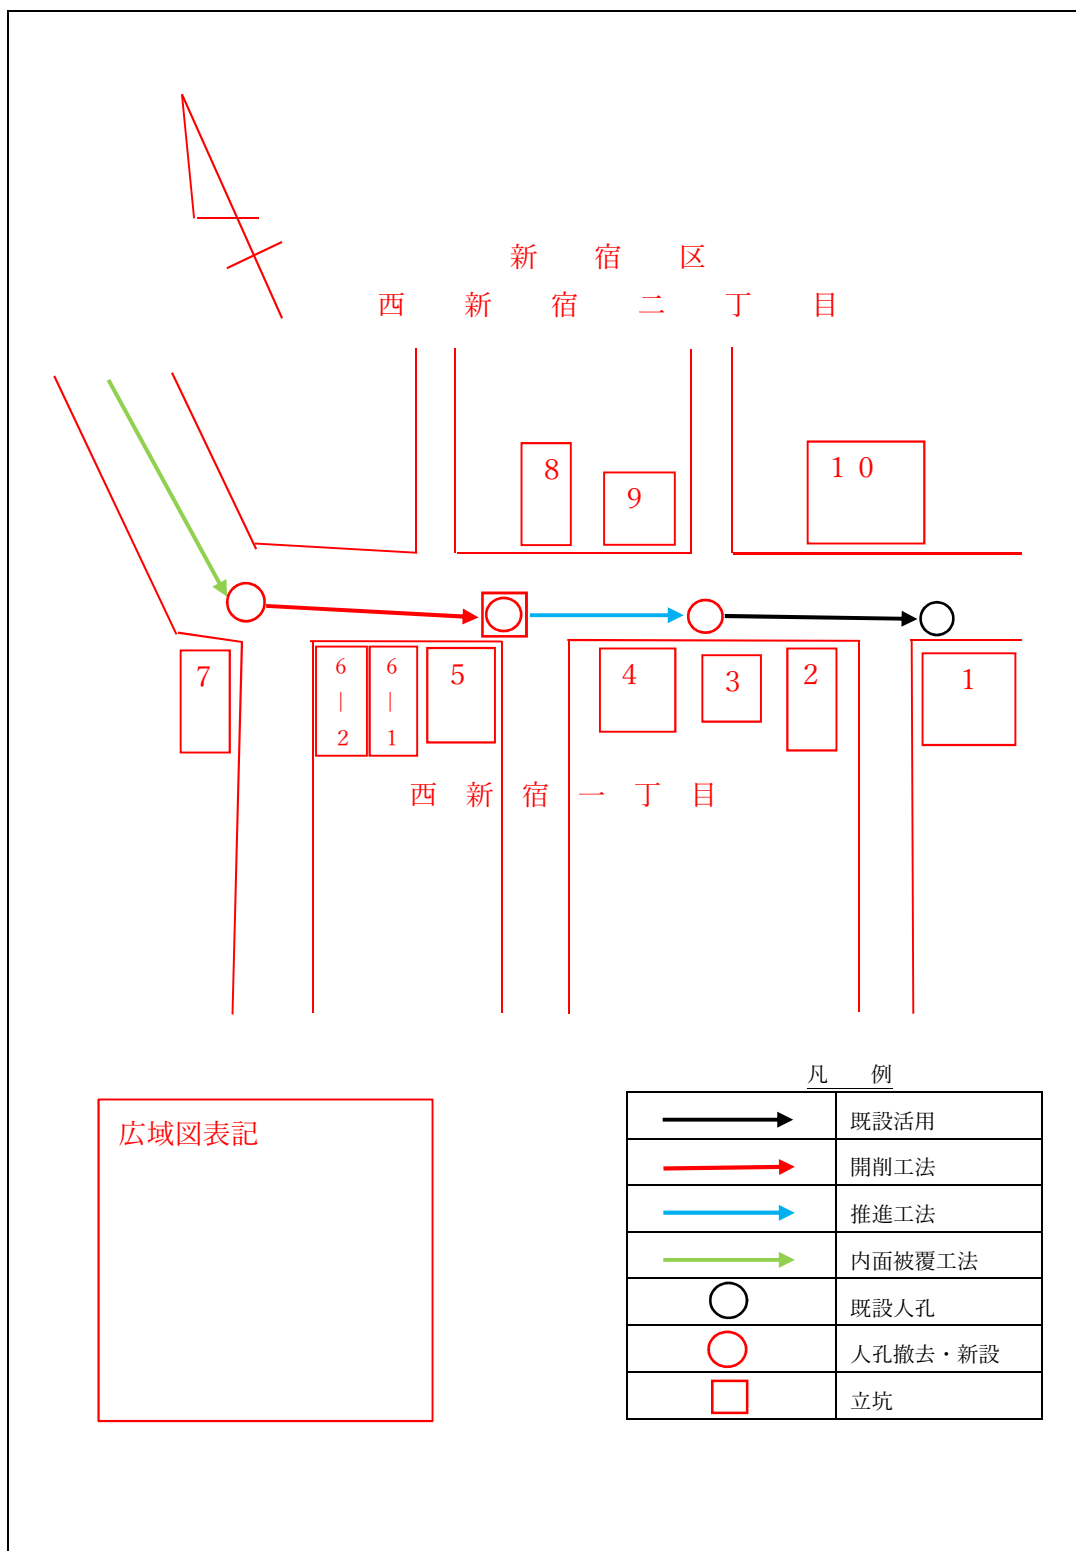 新宿区
西新宿二丁目
8
9
10
7
6-2
6-1
5
4
3
2
1
西新宿一丁目
広域図表記
凡例
既設活用
開削工法
推進工法
内面被覆工法
既設人孔
人孔撤去・新設
立坑